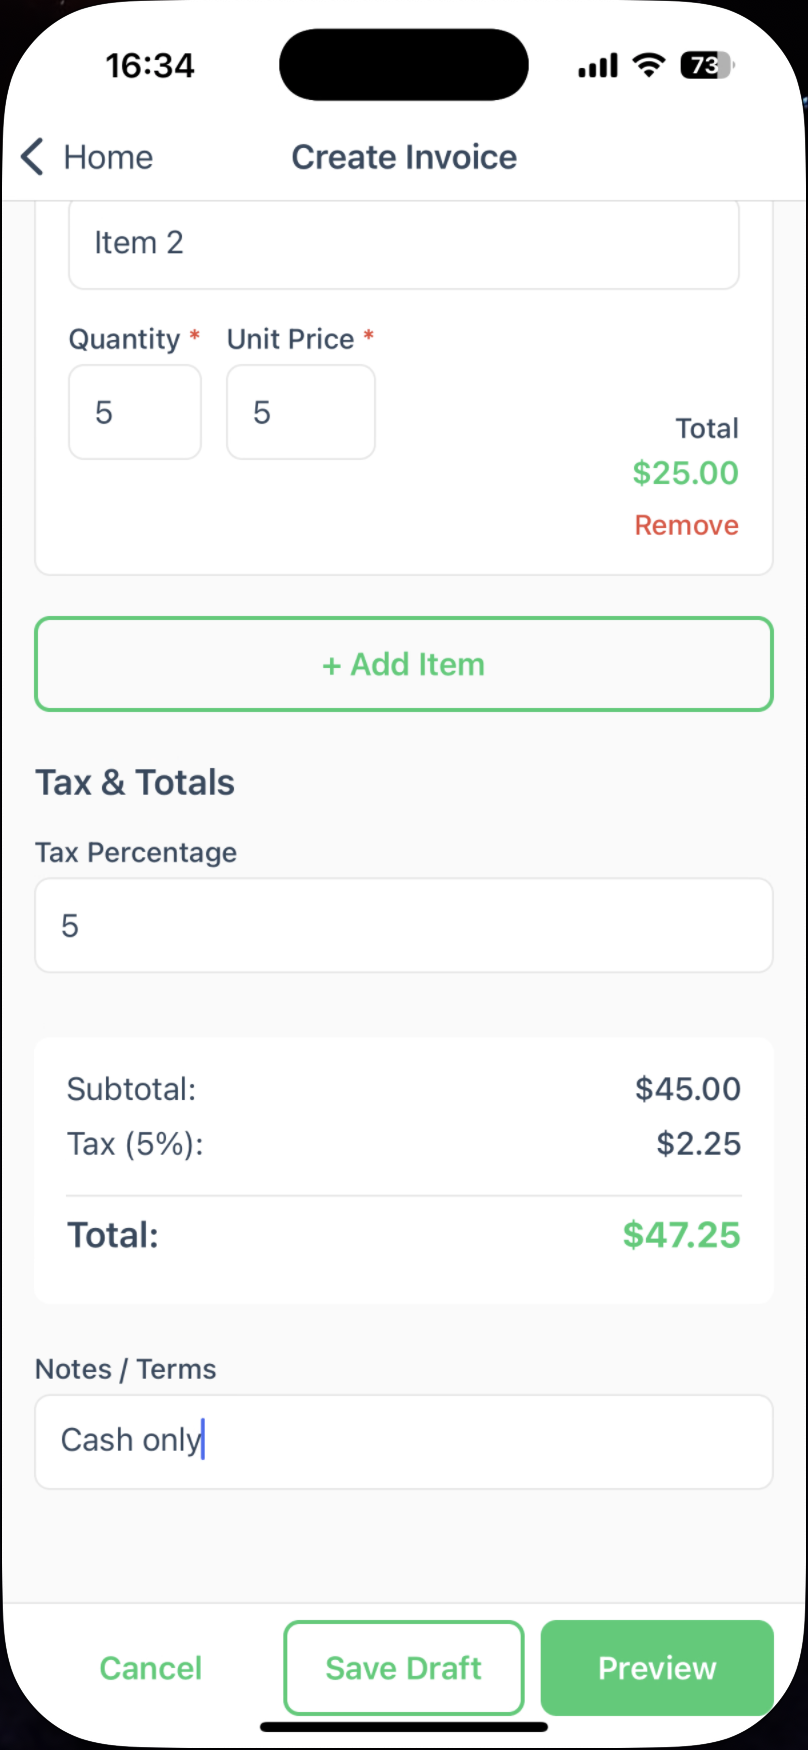 16:34
73
Home
Create Invoice
Item 2
Quantity * Unit Price *
5 5
Total
$25.00
Remove
+ Add Item
Tax & Totals
Tax Percentage
5
Subtotal: $45.00
Tax (5%): $2.25
Total: $47.25
Notes / Terms
Cash only
Cancel Save Draft Preview